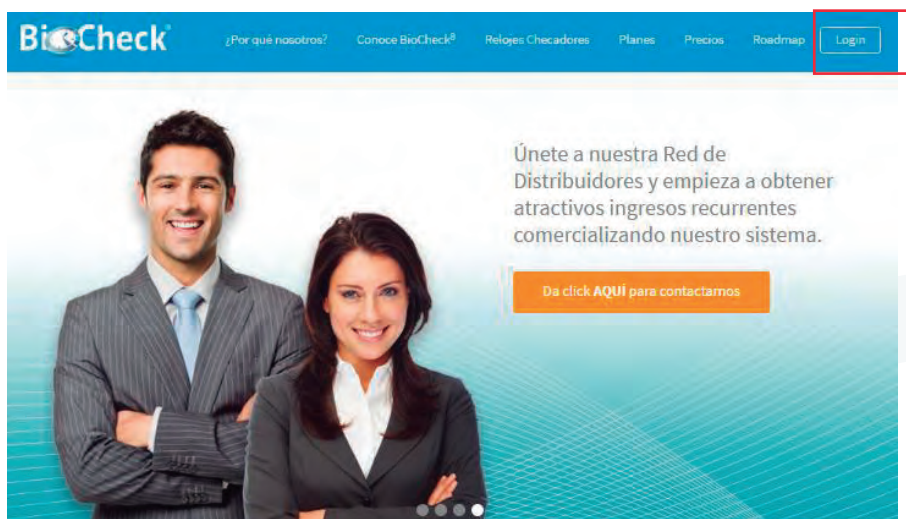 BioCheck
¿Por qué nosotros? Conoce BioCheck⁸ Relojes Checadores Planes Precios Roadmap Login
Únete a nuestra Red de
Distribuidores y empieza a obtener
atractivos ingresos recurrentes
comercializando nuestro sistema.
Da click AQUÍ para contactarnos